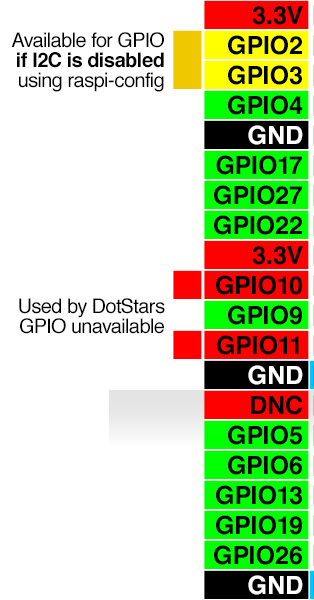 3.3V
Available for GPIO
if I2C is disabled
using raspi-config
GPIO2
GPIO3
GPIO4
GND
GPIO17
GPIO27
GPIO22
3.3V
Used by DotStars
GPIO unavailable
GPIO10
GPIO9
GPIO11
GND
DNC
GPIO5
GPIO6
GPIO13
GPIO19
GPIO26
GND